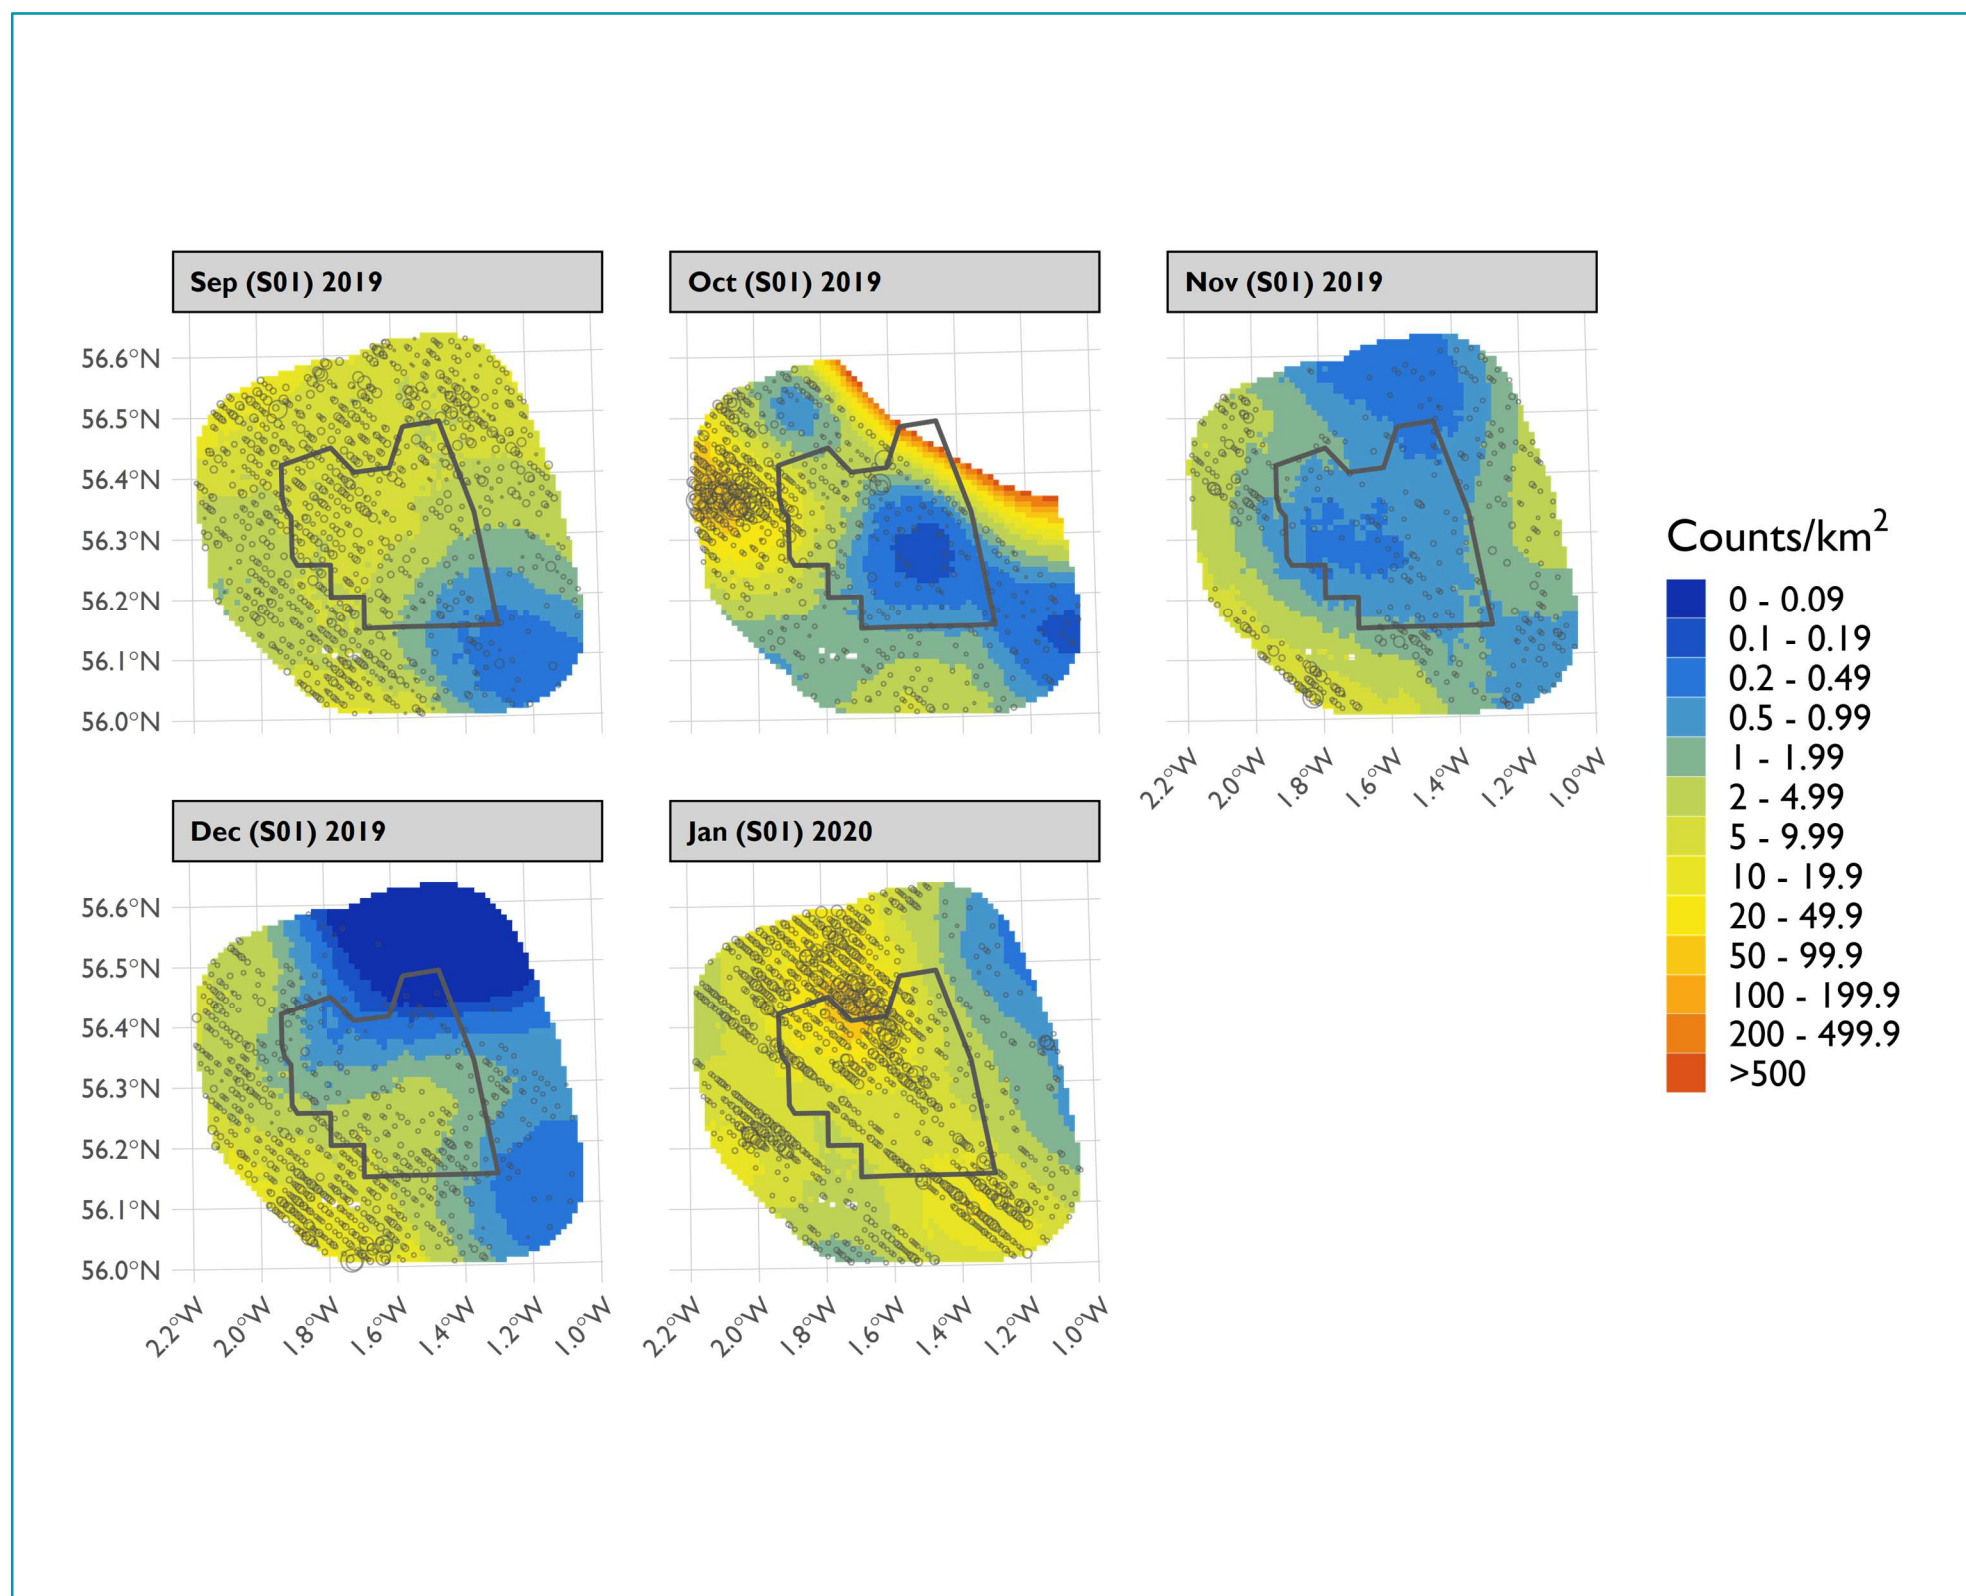 Sep (S01) 2019
Oct (S01) 2019
Nov (S01) 2019
56.6°N
56.5°N
56.4°N
56.3°N
56.2°N
56.1°N
56.0°N
2.2°W
2.0°W
1.8°W
1.6°W
1.4°W
1.2°W
1.0°W
Dec (S01) 2019
Jan (S01) 2020
56.6°N
56.5°N
56.4°N
56.3°N
56.2°N
56.1°N
56.0°N
2.2°W
2.0°W
1.8°W
1.6°W
1.4°W
1.2°W
1.0°W
2.2°W
2.0°W
1.8°W
1.6°W
1.4°W
1.2°W
1.0°W
Counts/km²
0 - 0.09
0.1 - 0.19
0.2 - 0.49
0.5 - 0.99
1 - 1.99
2 - 4.99
5 - 9.99
10 - 19.9
20 - 49.9
50 - 99.9
100 - 199.9
200 - 499.9
>500